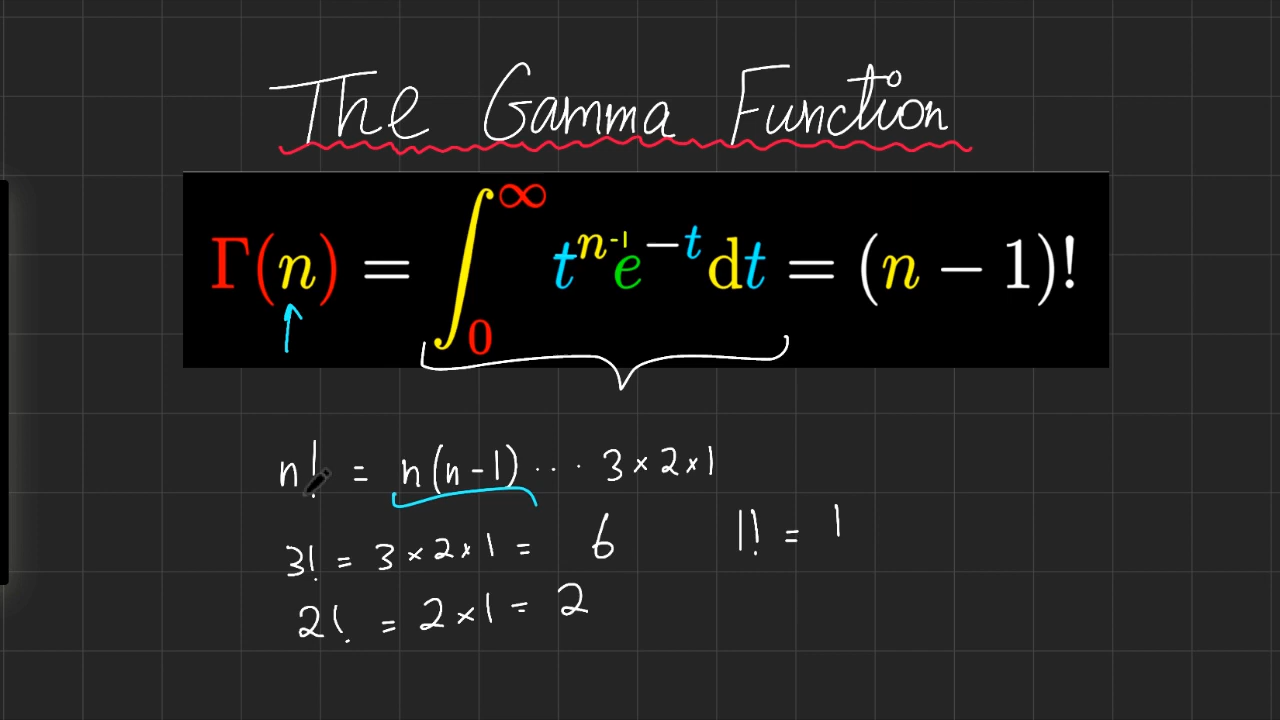 The Gamma Function
Γ(n) = ∫₀^∞ t^{n-1} e^{-t} dt = (n − 1)!
n! = n(n-1) ... 3 × 2 × 1
3! = 3 × 2 × 1 = 6
1! = 1
2! = 2 × 1 = 2